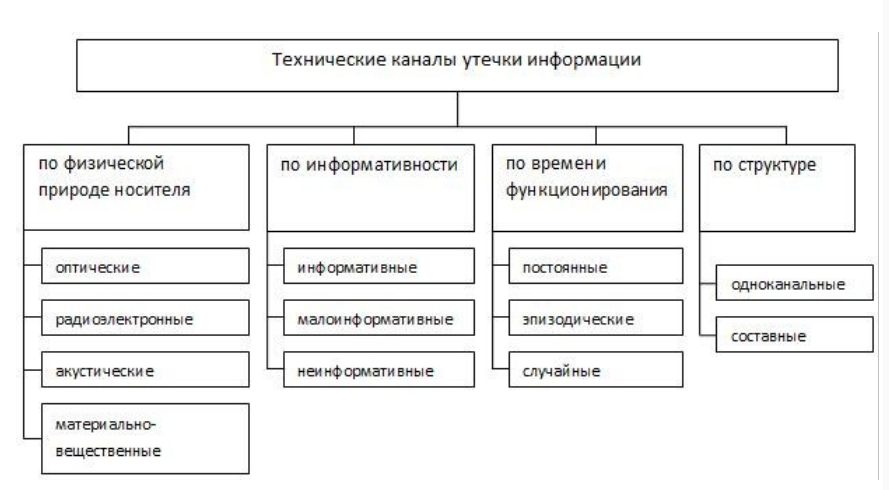 Технические каналы утечки информации
по физической
природе носителя
оптические
радиоэлектронные
акустические
материально-
вещественные
по информативности
информативные
малоинформативные
неинформативные
по времени
функционирования
постоянные
эпизодические
случайные
по структуре
одноканальные
составные